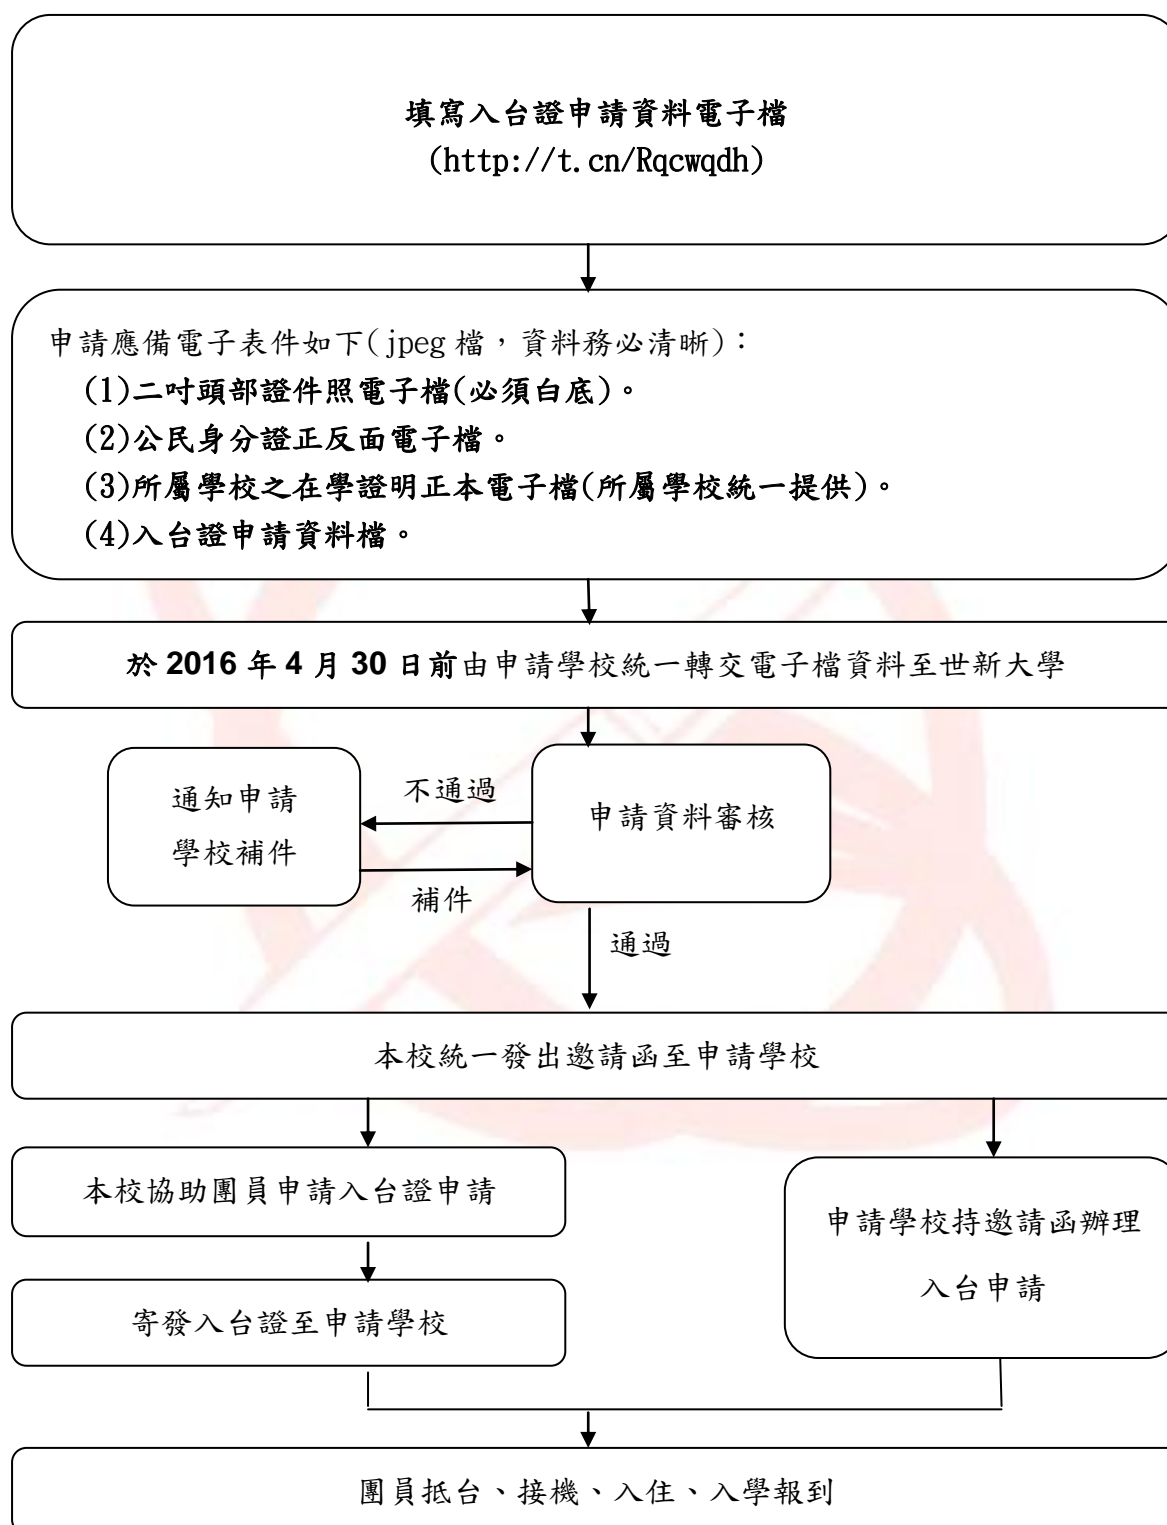 填寫入台證申請資料電子檔
(http://t.cn/Rqcwqdh)
申請應備電子表件如下(jpeg 檔，資料務必清晰)：
(1)二吋頭部證件照電子檔(必須白底)。
(2)公民身分證正反面電子檔。
(3)所屬學校之在學證明正本電子檔(所屬學校統一提供)。
(4)入台證申請資料檔。
於 2016 年 4 月 30 日前由申請學校統一轉交電子檔資料至世新大學
通知申請
學校補件
不通過
補件
申請資料審核
通過
本校統一發出邀請函至申請學校
本校協助團員申請入台證申請
寄發入台證至申請學校
申請學校持邀請函辦理
入台申請
團員抵台、接機、入住、入學報到